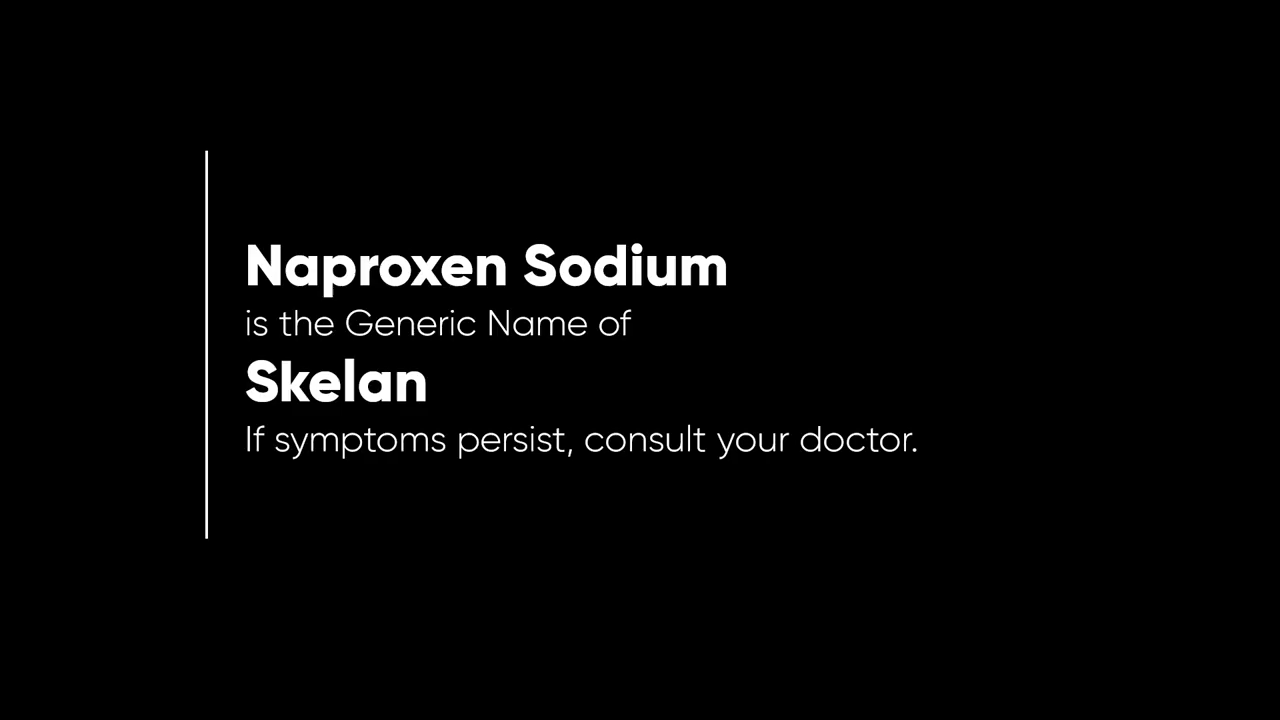 Naproxen Sodium
is the Generic Name of
Skelan
If symptoms persist, consult your doctor.